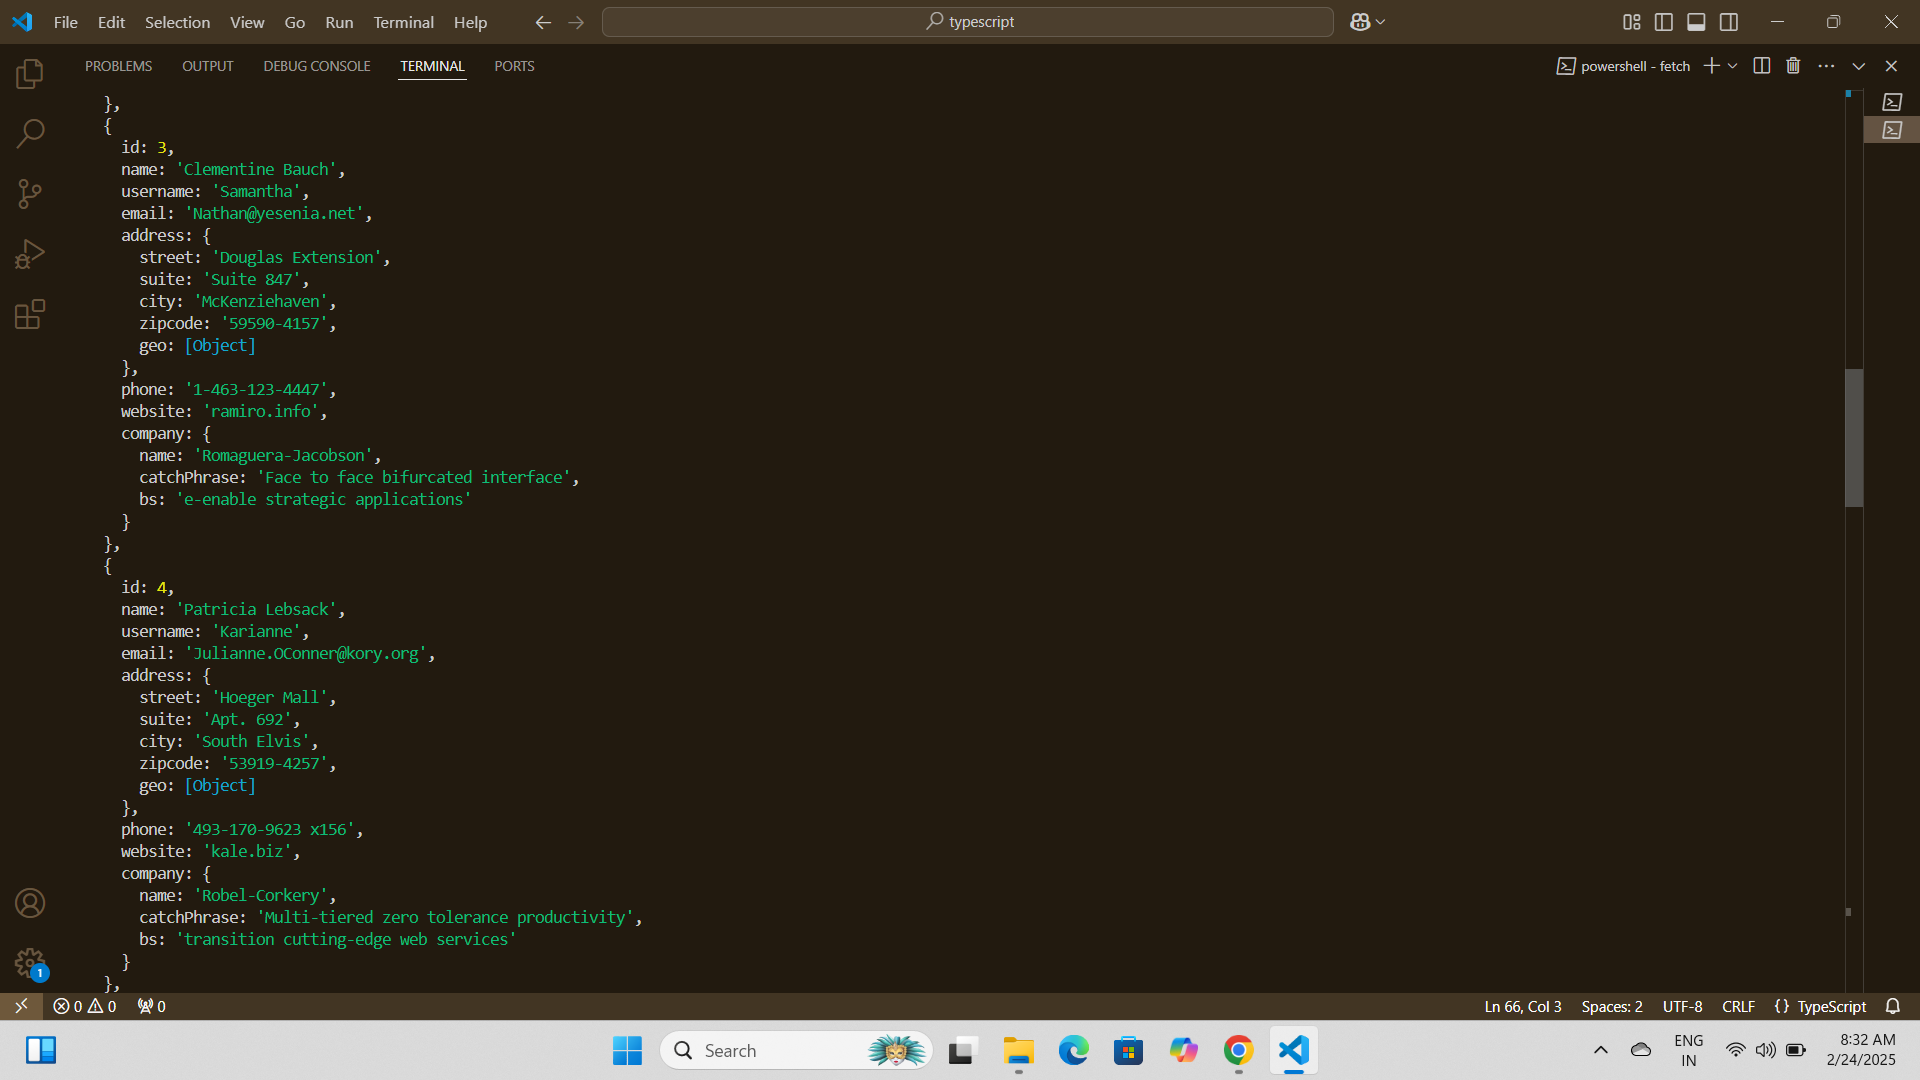 File Edit Selection View Go Run Terminal Help
typescript
PROBLEMS OUTPUT DEBUG CONSOLE TERMINAL PORTS
powershell - fetch
},
{
id: 3,
name: 'Clementine Bauch',
username: 'Samantha',
email: 'Nathan@yesenia.net',
address: {
street: 'Douglas Extension',
suite: 'Suite 847',
city: 'McKenziehaven',
zipcode: '59590-4157',
geo: [Object]
},
phone: '1-463-123-4447',
website: 'ramiro.info',
company: {
name: 'Romaguera-Jacobson',
catchPhrase: 'Face to face bifurcated interface',
bs: 'e-enable strategic applications'
}
},
{
id: 4,
name: 'Patricia Lebsack',
username: 'Karianne',
email: 'Julianne.OConner@kory.org',
address: {
street: 'Hoeger Mall',
suite: 'Apt. 692',
city: 'South Elvis',
zipcode: '53919-4257',
geo: [Object]
},
phone: '493-170-9623 x156',
website: 'kale.biz',
company: {
name: 'Robel-Corkery',
catchPhrase: 'Multi-tiered zero tolerance productivity',
bs: 'transition cutting-edge web services'
}
},
1
0 0 0
Ln 66, Col 3 Spaces: 2 UTF-8 CRLF {} TypeScript
Search
ENG
IN
8:32 AM
2/24/2025